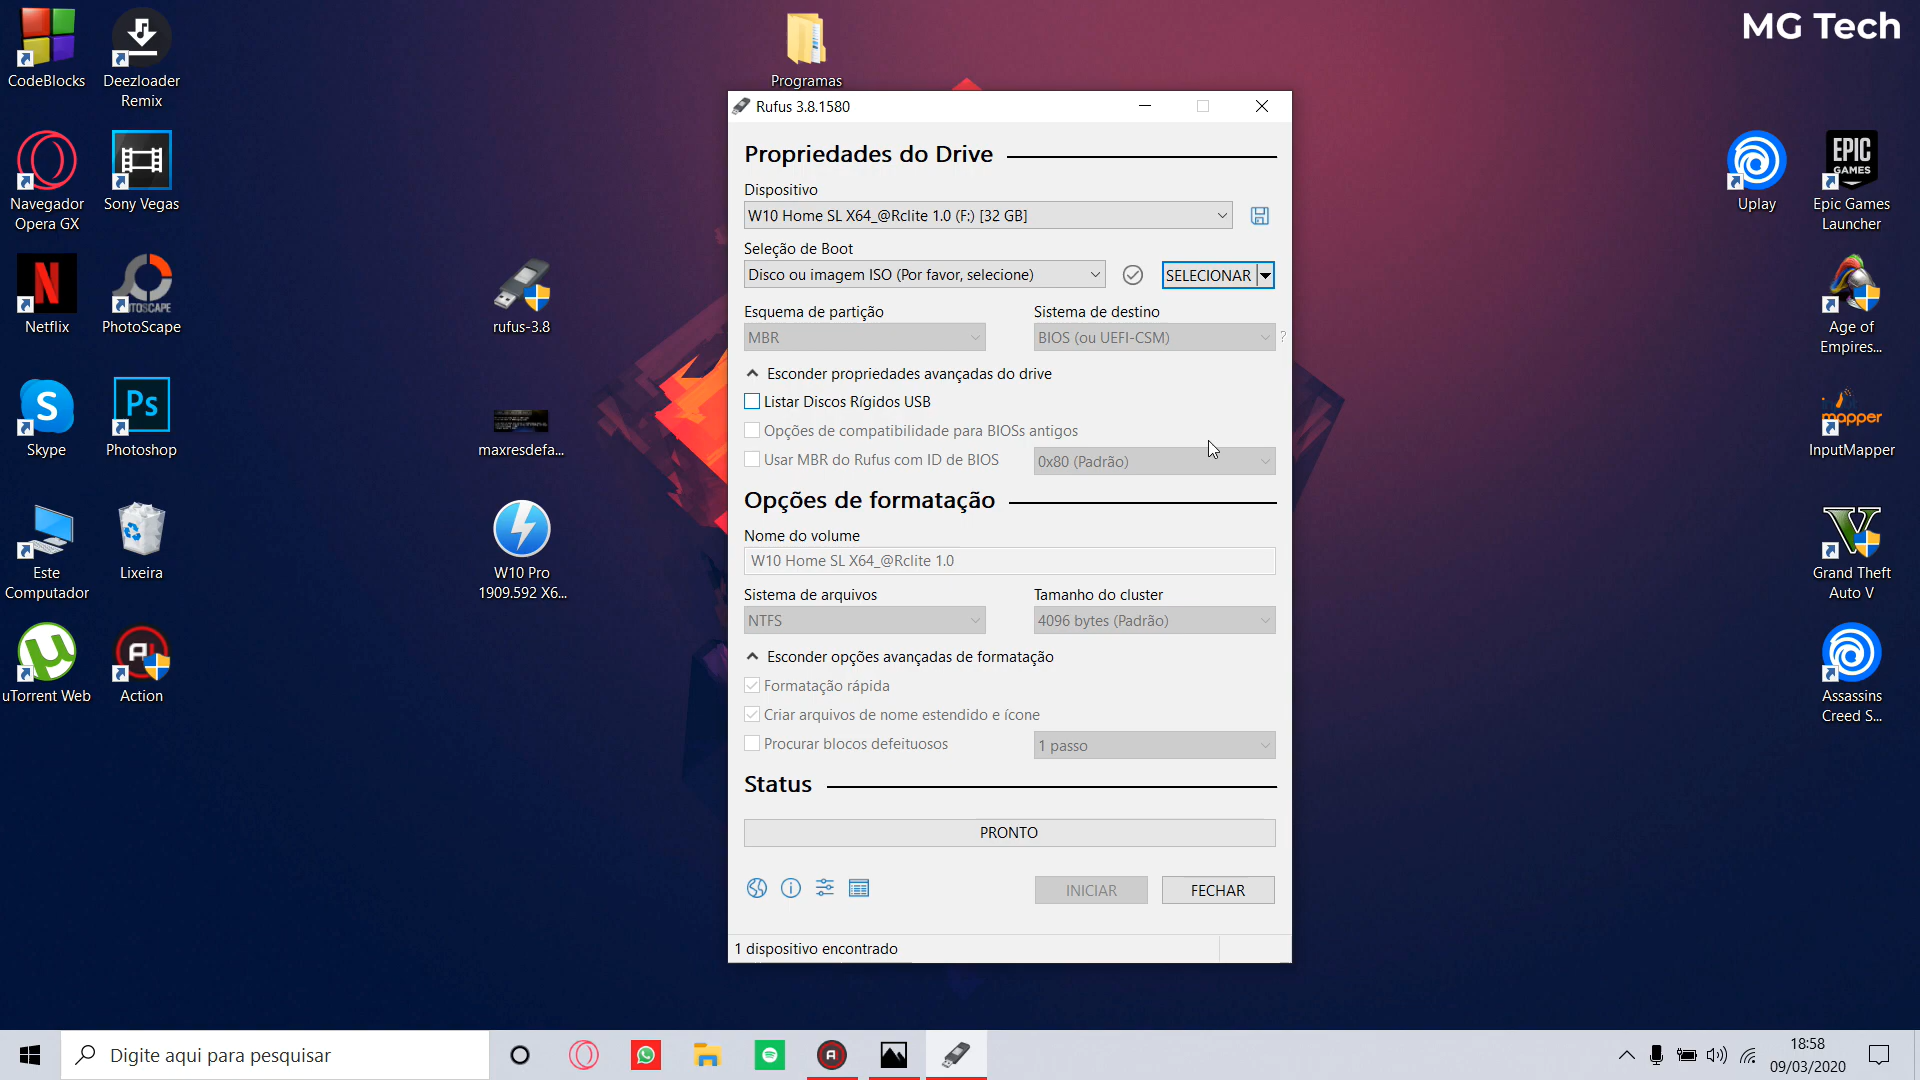 MG Tech
CodeBlocks
Deezloader
Remix
Programas
Navegador
Opera GX
Sony Vegas
Netflix
PhotoScape
Skype
Photoshop
Este
Computador
Lixeira
uTorrent Web
Action
rufus-3.8
maxresdefa...
W10 Pro
1909.592 X6...
Rufus 3.8.1580
Propriedades do Drive
Dispositivo
W10 Home SL X64_@Rclite 1.0 (F:) [32 GB]
Seleção de Boot
Disco ou imagem ISO (Por favor, selecione)
SELECIONAR
Esquema de partição
Sistema de destino
MBR
BIOS (ou UEFI-CSM)
?
Esconder propriedades avançadas do drive
Listar Discos Rígidos USB
Opções de compatibilidade para BIOSs antigos
Usar MBR do Rufus com ID de BIOS
0x80 (Padrão)
Opções de formatação
Nome do volume
W10 Home SL X64_@Rclite 1.0
Sistema de arquivos
Tamanho do cluster
NTFS
4096 bytes (Padrão)
Esconder opções avançadas de formatação
Formatação rápida
Criar arquivos de nome estendido e ícone
Procurar blocos defeituosos
1 passo
Status
PRONTO
INICIAR
FECHAR
1 dispositivo encontrado
Uplay
EPIC
GAMES
Epic Games
Launcher
Age of
Empires...
mapper
InputMapper
Grand Theft
Auto V
Assassins
Creed S...
Digite aqui para pesquisar
18:58
09/03/2020